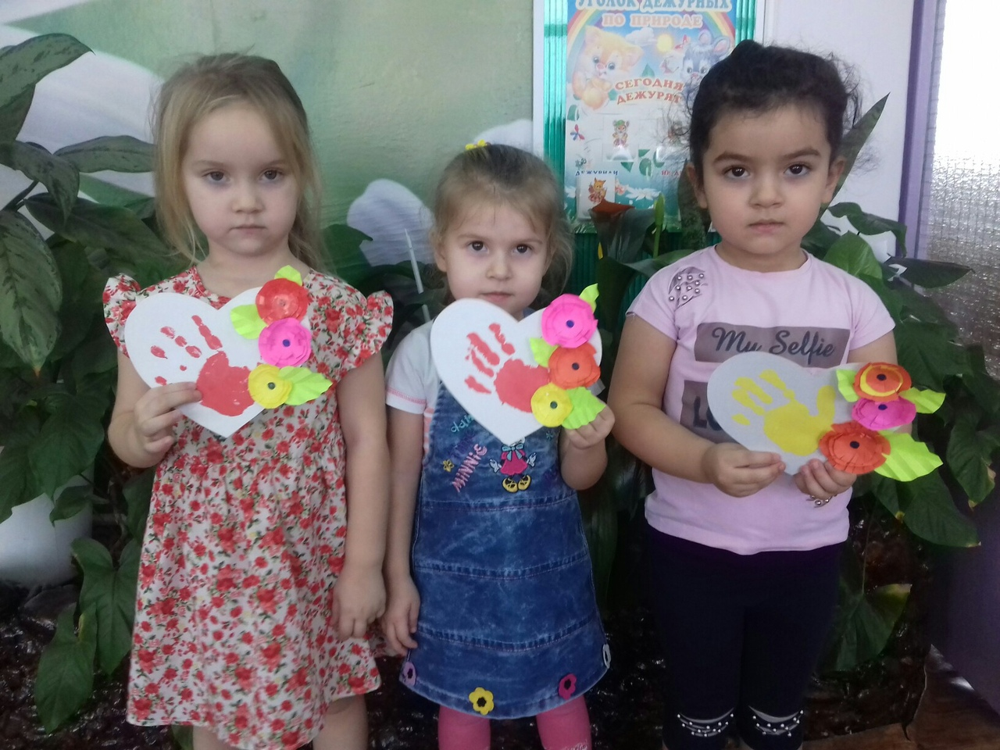 УГОЛОК ДЕЖУРНЫХ
ПО ПРИРОДЕ
СЕГОДНЯ
ДЕЖУРЯТ
My Selfie
MINNIE